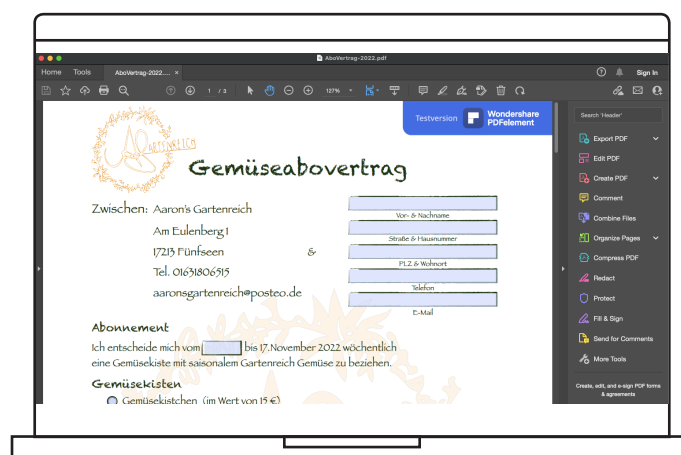 AboVertrag-2022.pdf
Home Tools AboVertrag-2022.... × Sign In
1 / 3 127%
Testversion Wondershare PDFelement
GARTENREICH
Gemüseabovertrag
Zwischen: Aaron's Gartenreich
Am Eulenberg 1
17213 Fünfseen &
Tel. 01631806515
aaronsgartenreich@posteo.de
Vor- & Nachname
Straße & Hausnummer
PLZ & Wohnort
Telefon
E-Mail
Abonnement
Ich entscheide mich vom bis 17.November 2022 wöchentlich
eine Gemüsekiste mit saisonalem Gartenreich Gemüse zu beziehen.
Gemüsekisten
Gemüsekistchen (im Wert von 15 €)
Search 'Header'
Export PDF
Edit PDF
Create PDF
Comment
Combine Files
Organize Pages
Compress PDF
Redact
Protect
Fill & Sign
Send for Comments
More Tools
Create, edit, and e-sign PDF forms
& agreements